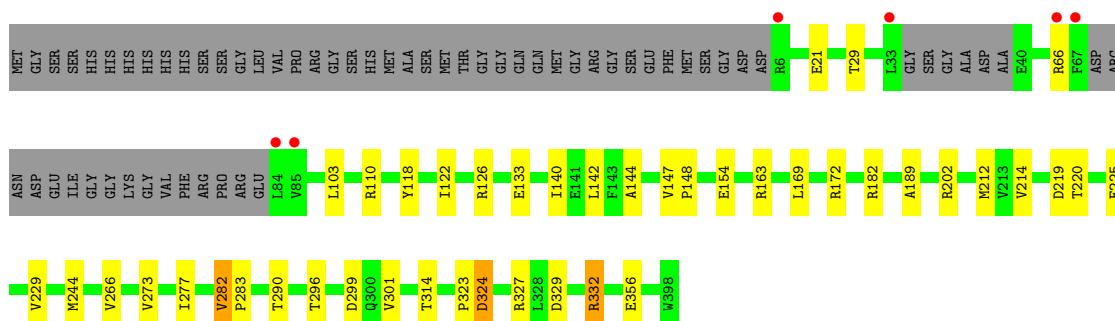 MET GLY SER SER HIS HIS HIS HIS HIS HIS SER SER GLY LEU VAL PRO ARG GLY SER HIS MET ALA SER MET THR GLY GLY GLN GLN MET GLY ARG GLY SER GLU PHE MET SER GLY ASP ASP R6 E21 T29 L33 GLY SER GLY ALA ASP ALA E40 R66 F67 ASP ARG
ASN ASP GLU ILE GLY GLY LYS GLY VAL PHE ARG PRO ARG GLU L84 V85 L103 R110 Y118 I122 R126 E133 I140 E141 L142 F143 A144 V147 P148 E154 R163 L169 R172 R182 A189 R202 M212 V213 V214 D219 T220
V229 M244 V266 V273 I277 V282 P283 T290 T296 D299 Q300 V301 T314 P323 D324 R327 L328 D329 R332 E356 W398